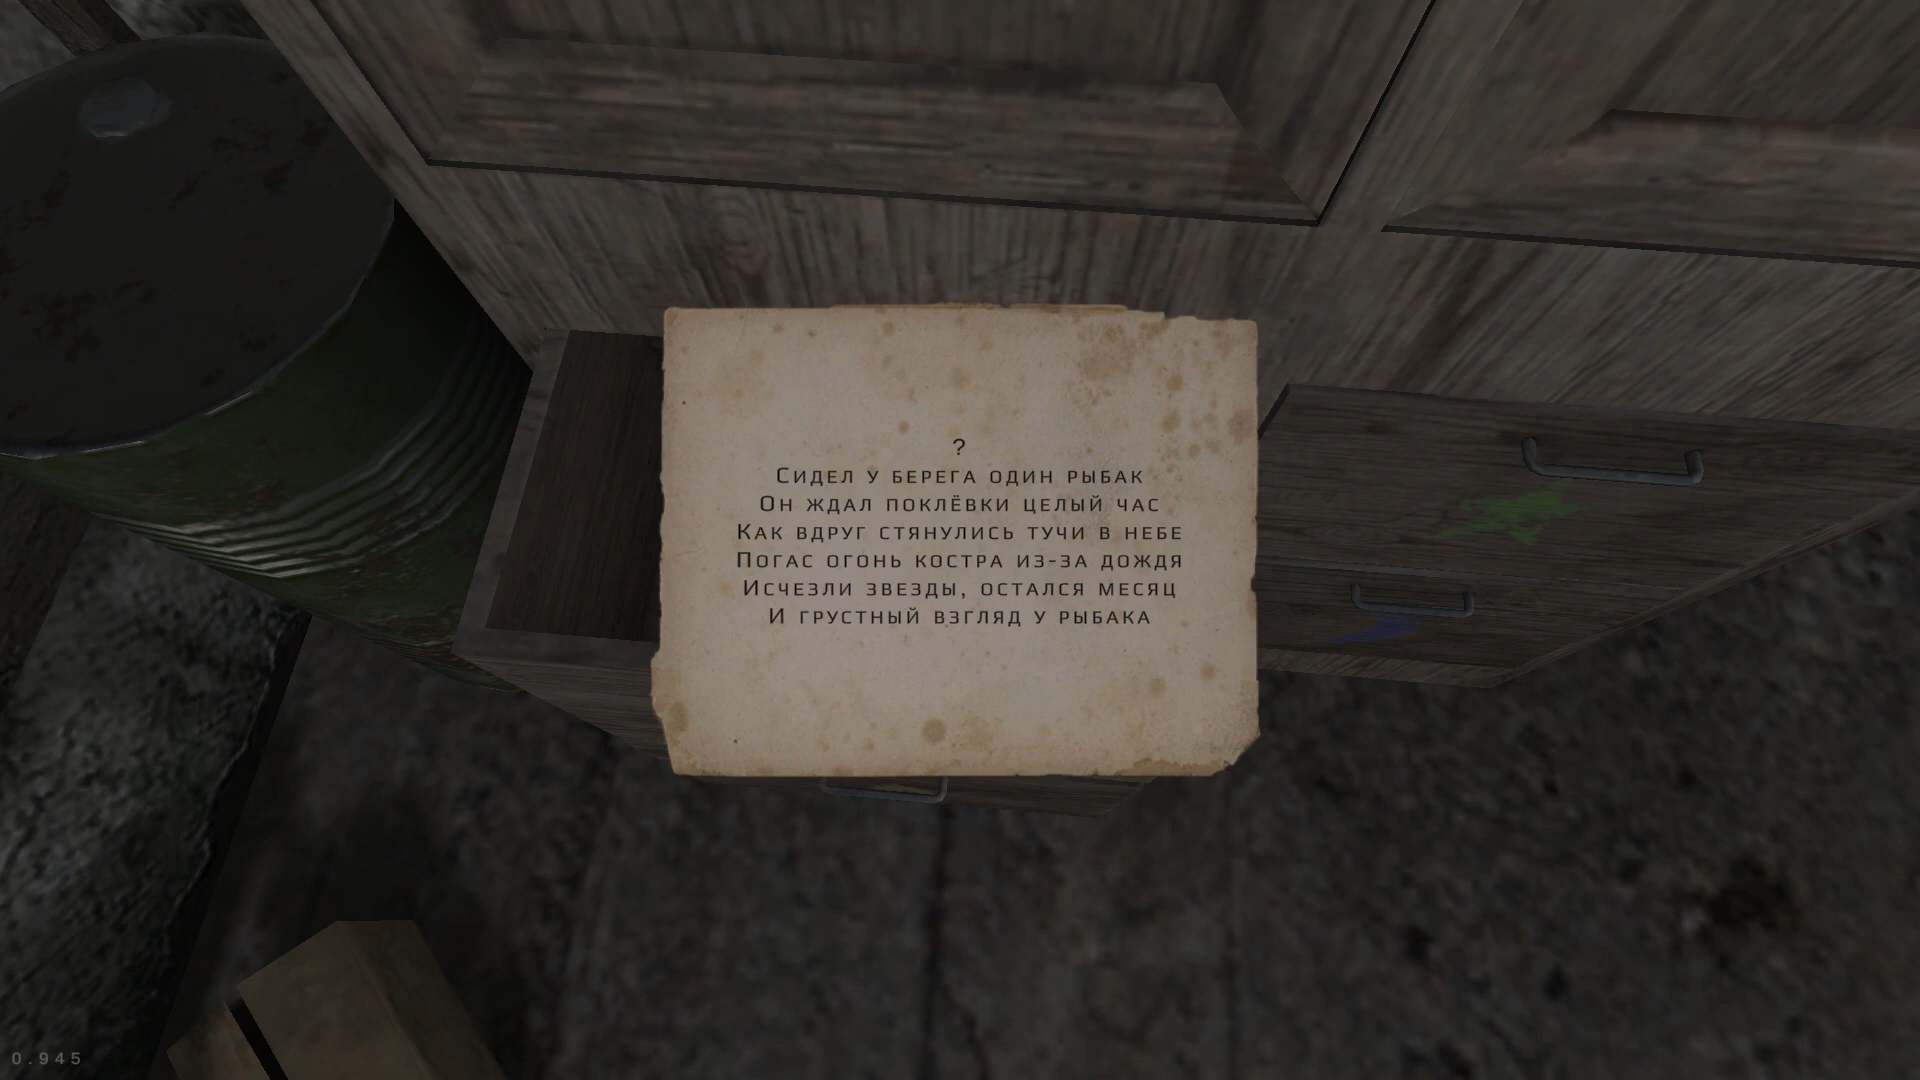 ?
Сидел у берега один рыбак
Он ждал поклёвки целый час
Как вдруг стянулись тучи в небе
Погас огонь костра из-за дождя
Исчезли звезды, остался месяц
И грустный взгляд у рыбака
0.945